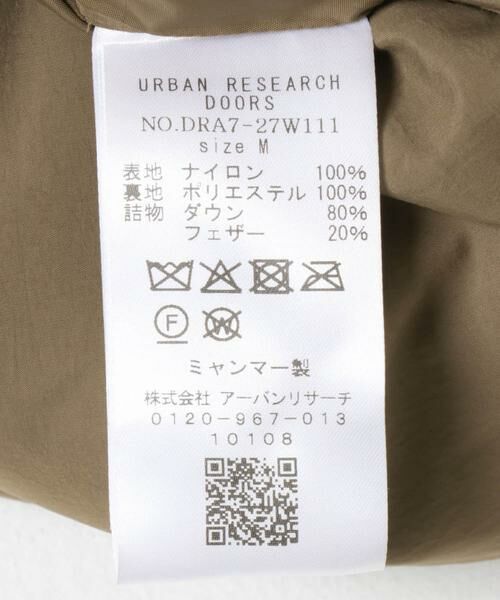 URBAN RESEARCH
DOORS
NO.DRA7-27W111
size M
表地 ナイロン 100%
裏地 ポリエステル 100%
詰物 ダウン 80%
フェザー 20%
F W
ミャンマー製
株式会社 アーバンリサーチ
0120-967-013
10108